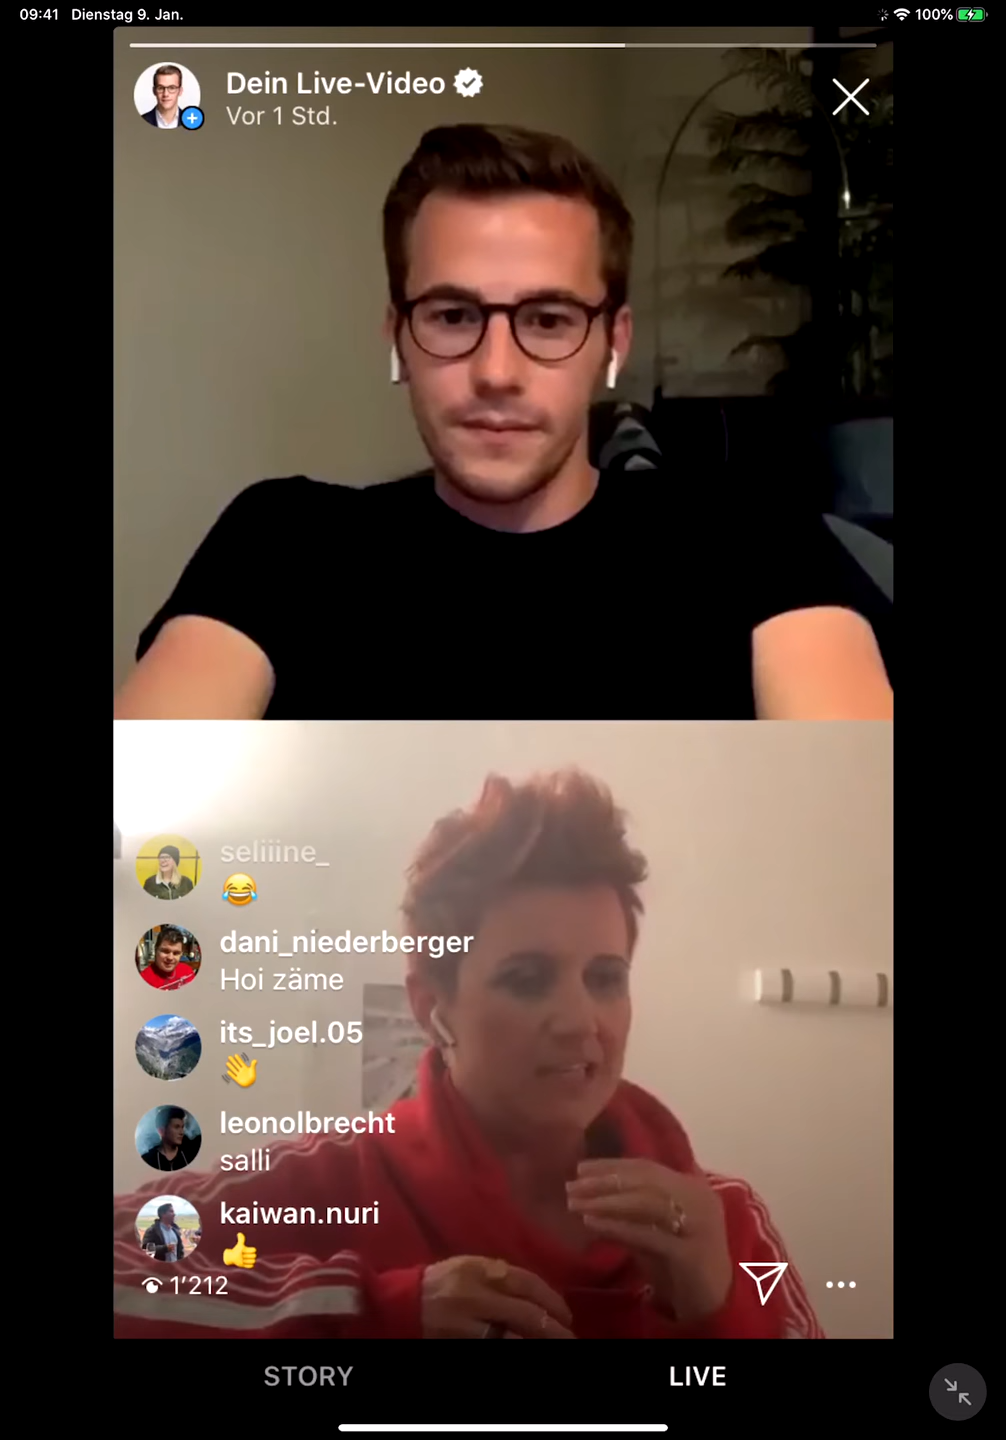 09:41 Dienstag 9. Jan.
100%
Dein Live-Video
Vor 1 Std.
seliiine_
😂
dani_niederberger
Hoi zäme
its_joel.05
👋
leonolbrecht
salli
kaiwan.nuri
👍
1’212
STORY
LIVE